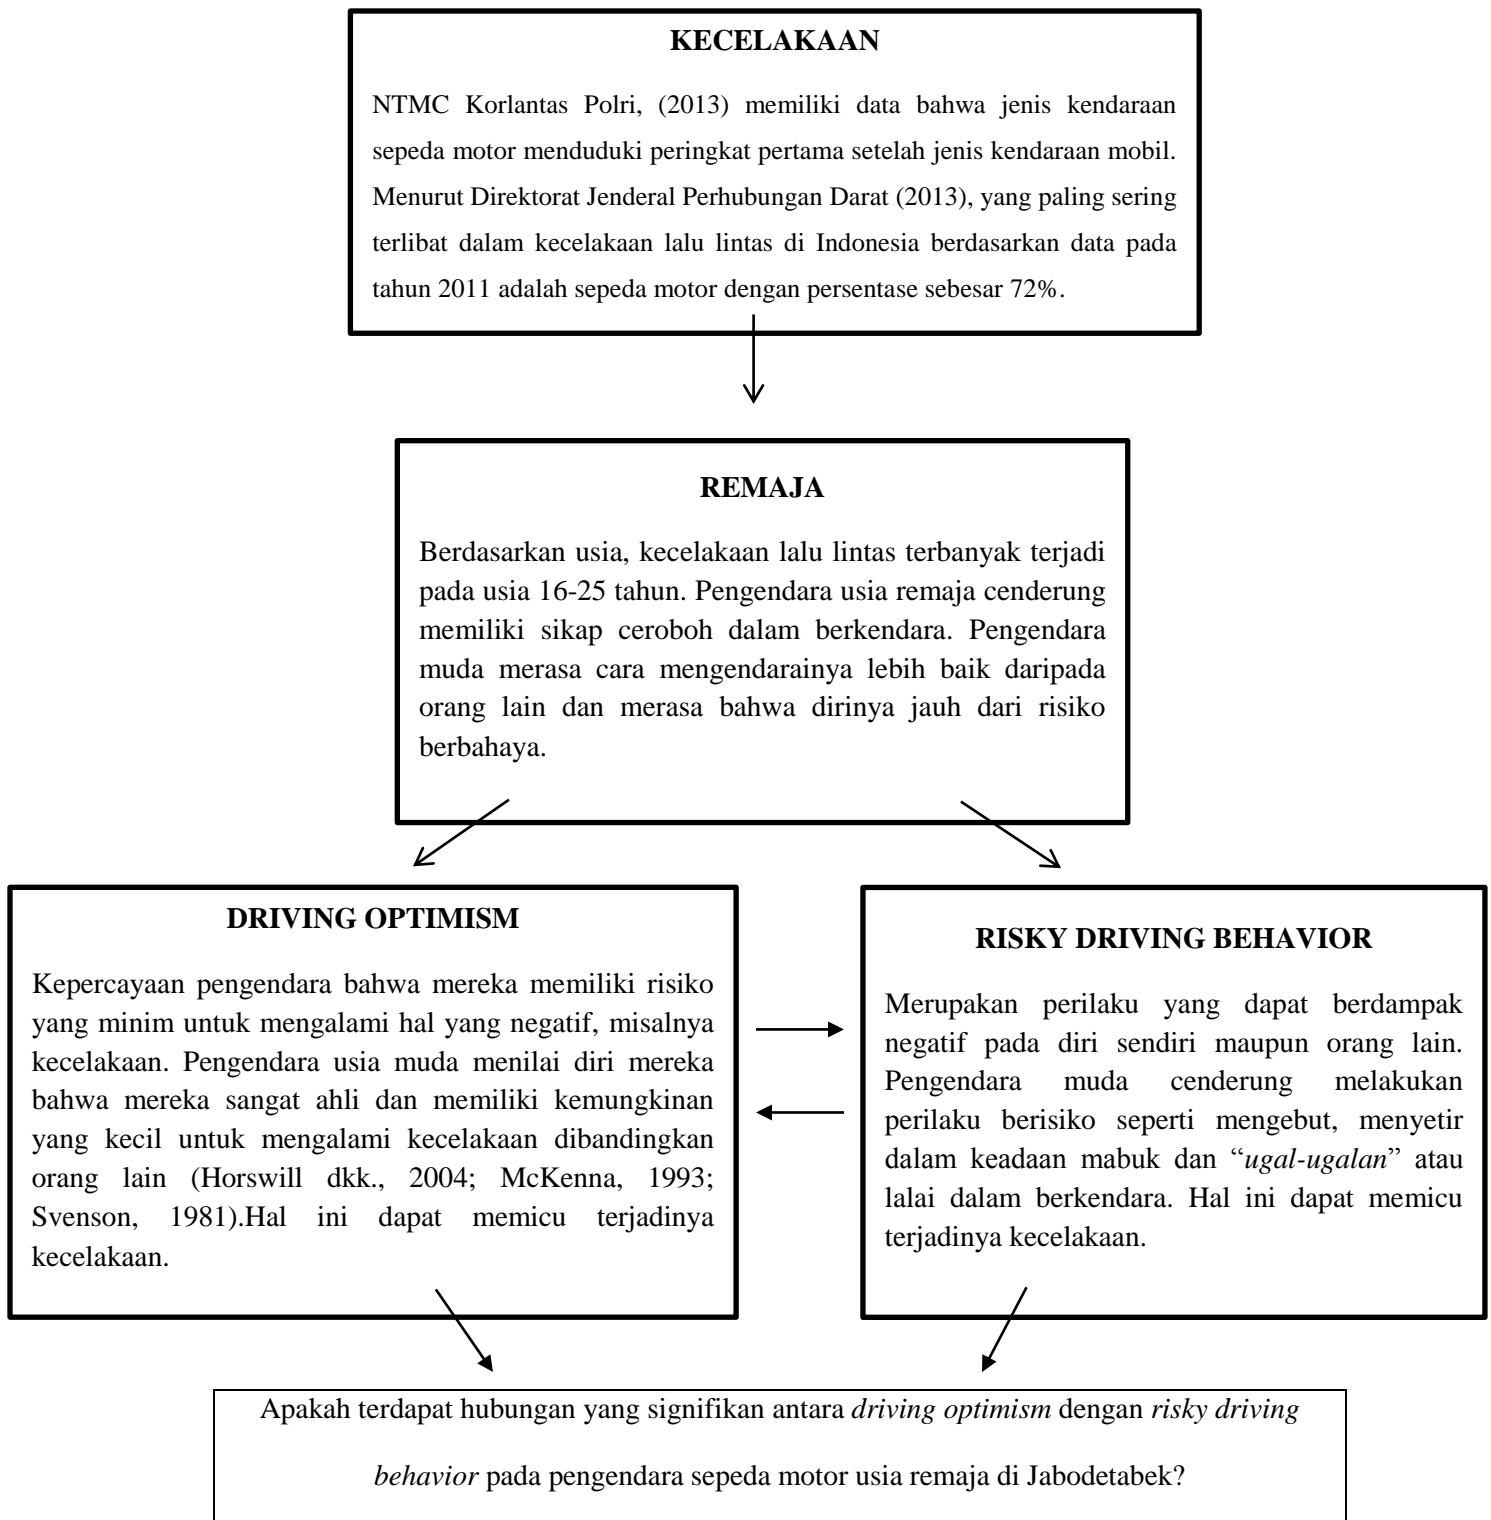 KECELAKAAN
NTMC Korlantas Polri, (2013) memiliki data bahwa jenis kendaraan
sepeda motor menduduki peringkat pertama setelah jenis kendaraan mobil.
Menurut Direktorat Jenderal Perhubungan Darat (2013), yang paling sering
terlibat dalam kecelakaan lalu lintas di Indonesia berdasarkan data pada
tahun 2011 adalah sepeda motor dengan persentase sebesar 72%.
REMAJA
Berdasarkan usia, kecelakaan lalu lintas terbanyak terjadi
pada usia 16-25 tahun. Pengendara usia remaja cenderung
memiliki sikap ceroboh dalam berkendara. Pengendara
muda merasa cara mengendarainya lebih baik daripada
orang lain dan merasa bahwa dirinya jauh dari risiko
berbahaya.
DRIVING OPTIMISM
Kepercayaan pengendara bahwa mereka memiliki risiko
yang minim untuk mengalami hal yang negatif, misalnya
kecelakaan. Pengendara usia muda menilai diri mereka
bahwa mereka sangat ahli dan memiliki kemungkinan
yang kecil untuk mengalami kecelakaan dibandingkan
orang lain (Horswill dkk., 2004; McKenna, 1993;
Svenson, 1981).Hal ini dapat memicu terjadinya
kecelakaan.
RISKY DRIVING BEHAVIOR
Merupakan perilaku yang dapat berdampak
negatif pada diri sendiri maupun orang lain.
Pengendara muda cenderung melakukan
perilaku berisiko seperti mengebut, menyetir
dalam keadaan mabuk dan “ugal-ugalan” atau
lalai dalam berkendara. Hal ini dapat memicu
terjadinya kecelakaan.
Apakah terdapat hubungan yang signifikan antara driving optimism dengan risky driving
behavior pada pengendara sepeda motor usia remaja di Jabodetabek?